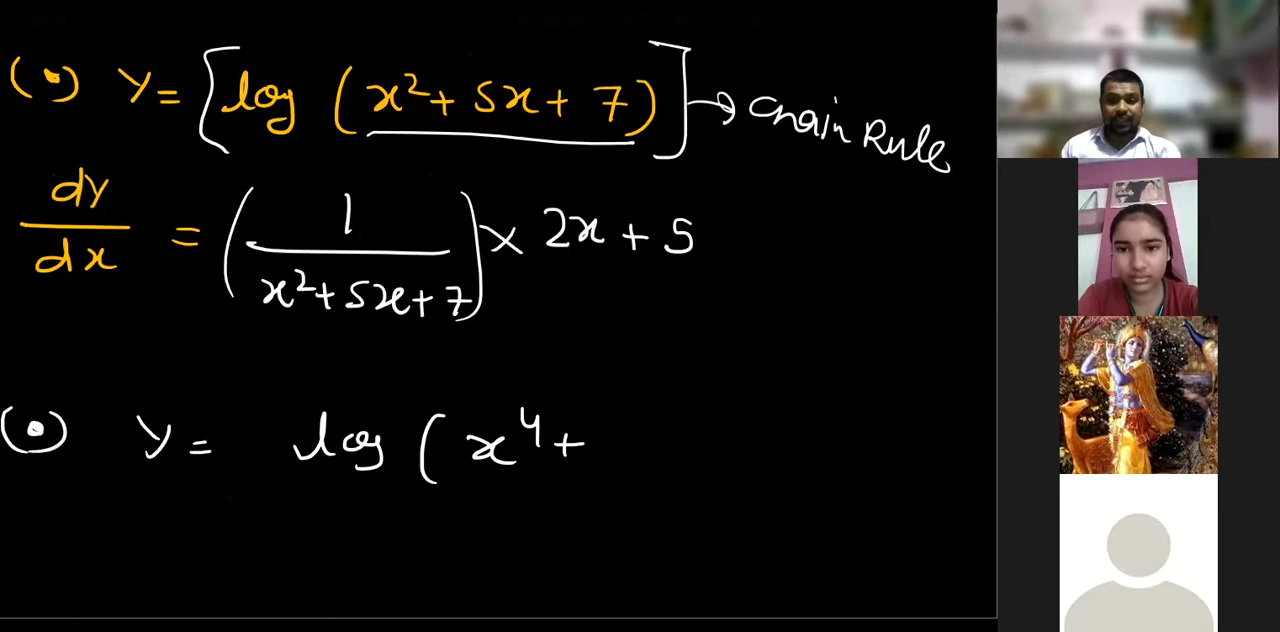 (•) y = [log (x² + 5x + 7)] → Chain Rule
dy/dx = (1/(x² + 5x + 7)) × 2x + 5
(•) y = log (x⁴ +